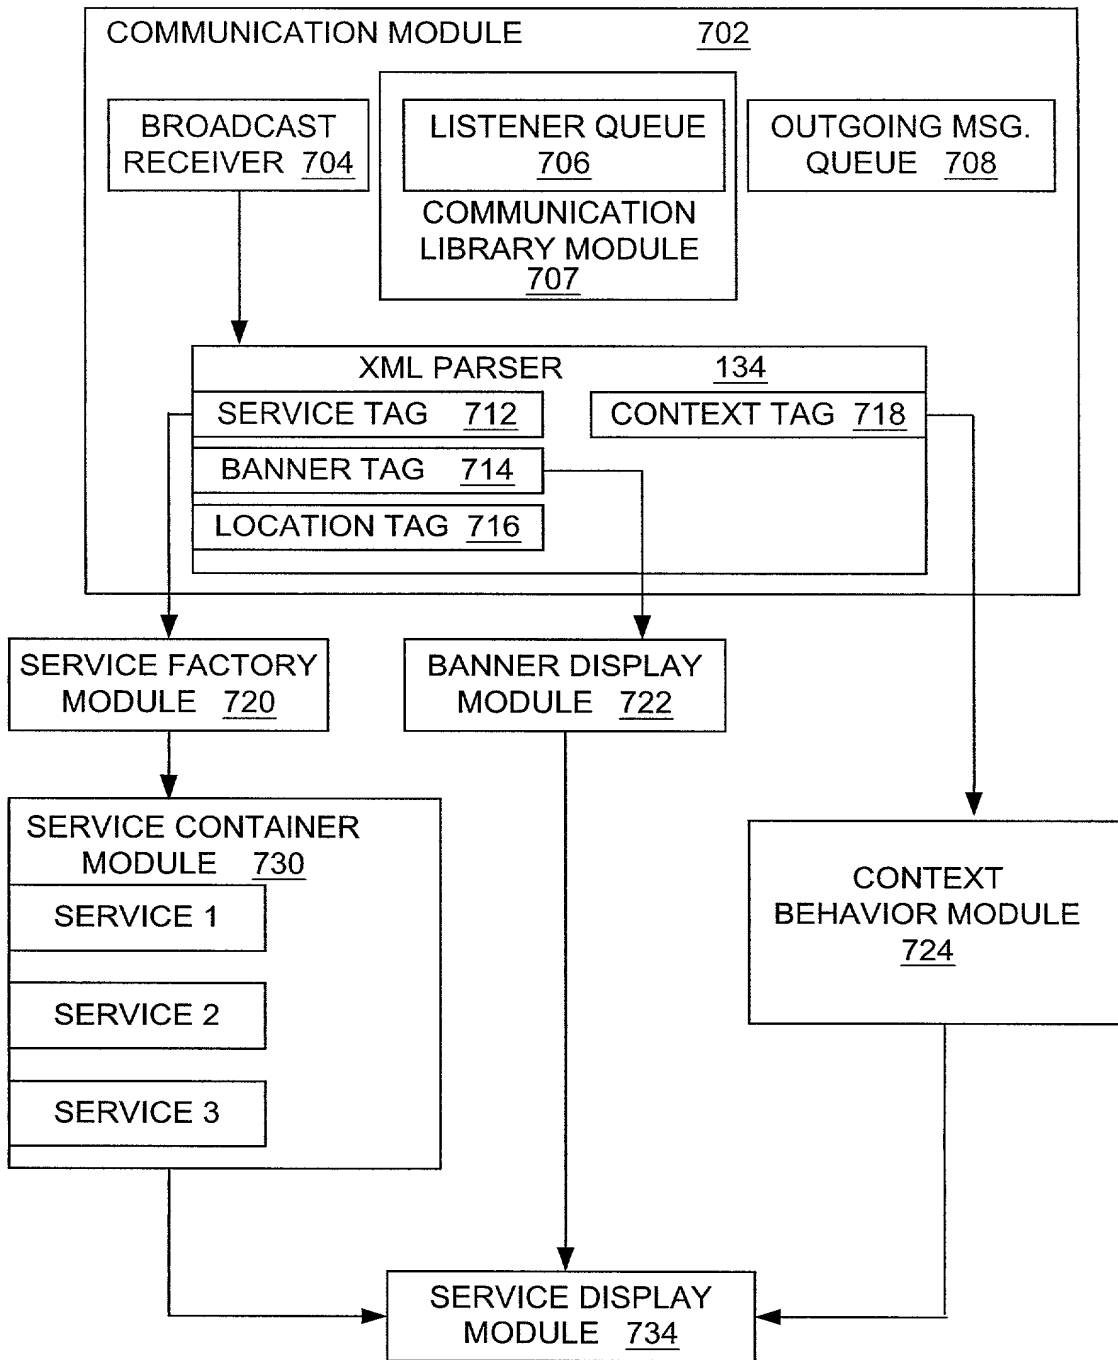 COMMUNICATION MODULE 702
BROADCAST
RECEIVER 704
LISTENER QUEUE
706
COMMUNICATION
LIBRARY MODULE
707
OUTGOING MSG.
QUEUE 708
XML PARSER 134
SERVICE TAG 712
CONTEXT TAG 718
BANNER TAG 714
LOCATION TAG 716
SERVICE FACTORY
MODULE 720
BANNER DISPLAY
MODULE 722
SERVICE CONTAINER
MODULE 730
SERVICE 1
SERVICE 2
SERVICE 3
CONTEXT
BEHAVIOR MODULE
724
SERVICE DISPLAY
MODULE 734